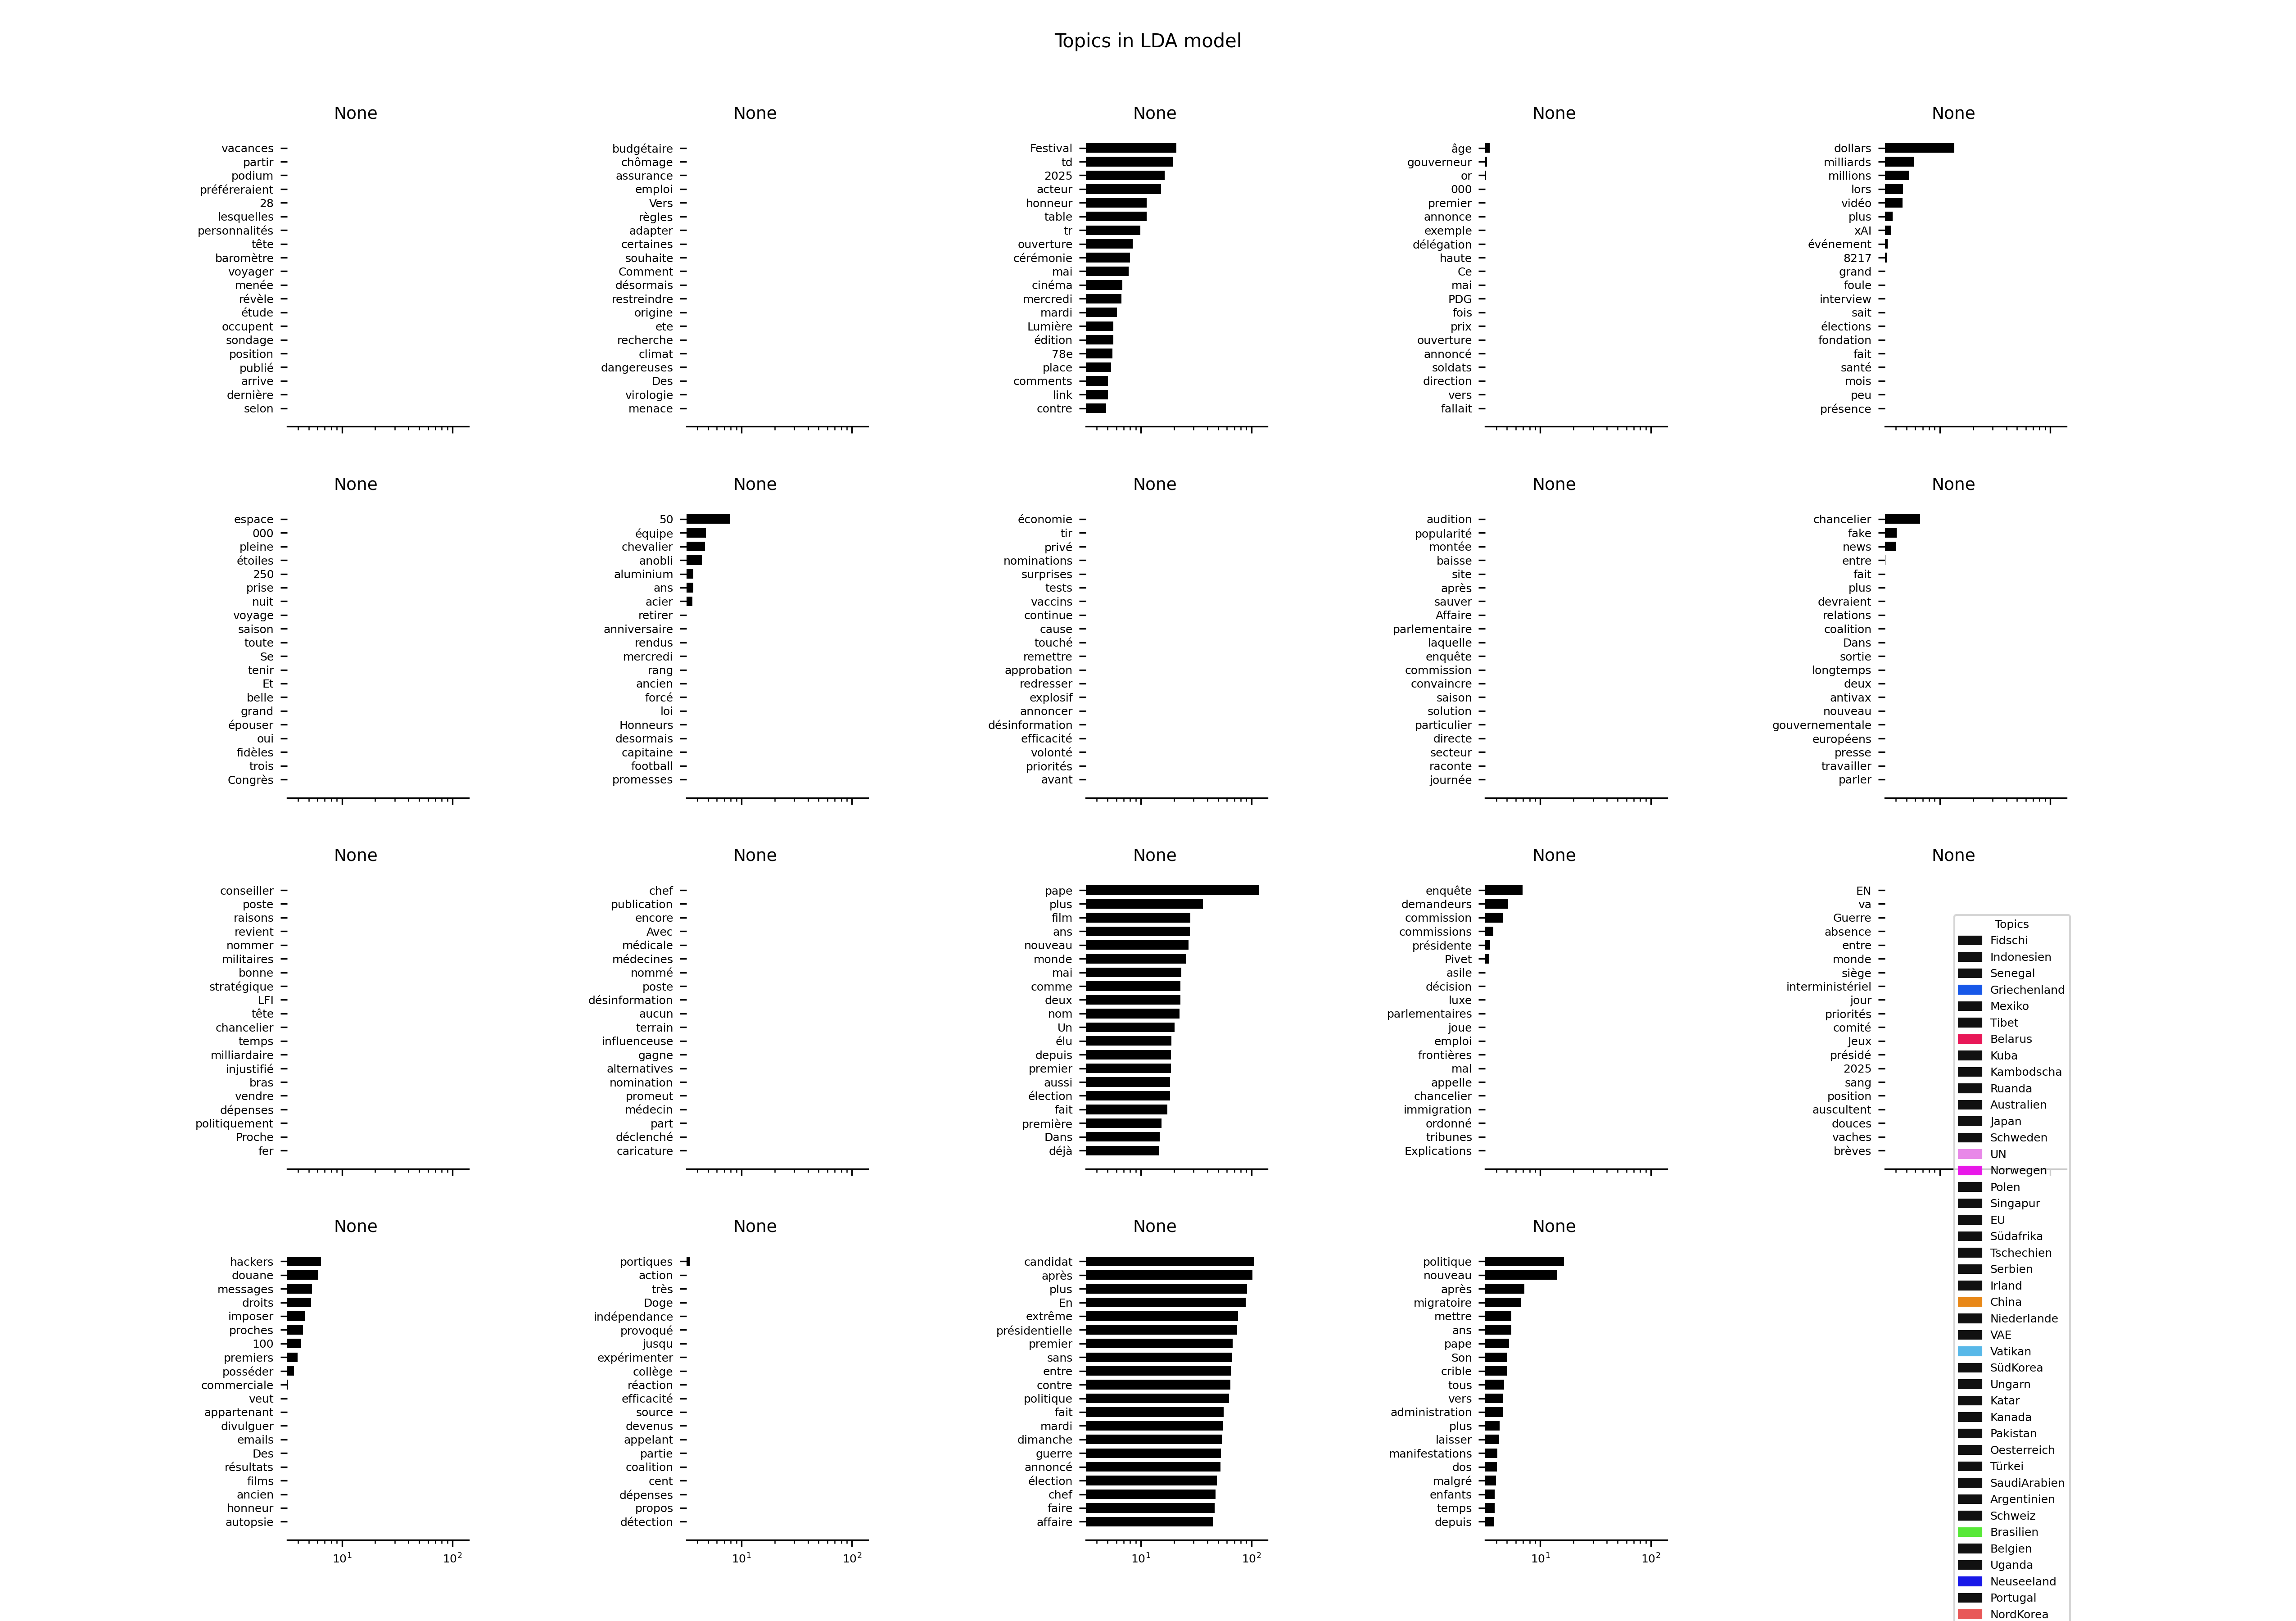 Topics in LDA model
None
vacances
partir
podium
préféreraient
28
lesquelles
personnalités
tête
baromètre
voyager
menée
révèle
étude
occupent
sondage
position
publié
arrive
dernière
selon
None
budgétaire
chômage
assurance
emploi
Vers
règles
adapter
certaines
souhaite
Comment
désormais
restreindre
origine
ete
recherche
climat
dangereuses
Des
virologie
menace
None
Festival
td
2025
acteur
honneur
table
tr
ouverture
cérémonie
mai
cinéma
mercredi
mardi
Lumière
édition
78e
place
comments
link
contre
None
âge
gouverneur
or
000
premier
annonce
exemple
délégation
haute
Ce
mai
PDG
fois
prix
ouverture
annoncé
soldats
direction
vers
fallait
None
dollars
milliards
millions
lors
vidéo
plus
xAI
événement
8217
grand
foule
interview
sait
élections
fondation
fait
santé
mois
peu
présence
None
espace
000
pleine
étoiles
250
prise
nuit
voyage
saison
toute
Se
tenir
Et
belle
grand
épouser
oui
fidèles
trois
Congrès
None
50
équipe
chevalier
anobli
aluminium
ans
acier
retirer
anniversaire
rendus
mercredi
rang
ancien
forcé
loi
Honneurs
desormais
capitaine
football
promesses
None
économie
tir
privé
nominations
surprises
tests
vaccins
continue
cause
touché
remettre
approbation
redresser
explosif
annoncer
désinformation
efficacité
volonté
priorités
avant
None
audition
popularité
montée
baisse
site
après
sauver
Affaire
parlementaire
laquelle
enquête
commission
convaincre
saison
solution
particulier
directe
secteur
raconte
journée
None
chancelier
fake
news
entre
fait
plus
devraient
relations
coalition
Dans
sortie
longtemps
deux
antivax
nouveau
gouvernementale
européens
presse
travailler
parler
None
conseiller
poste
raisons
revient
nommer
militaires
bonne
stratégique
LFI
tête
chancelier
temps
milliardaire
injustifié
bras
vendre
dépenses
politiquement
Proche
fer
None
chef
publication
encore
Avec
médicale
médecines
nommé
poste
désinformation
aucun
terrain
influenceuse
gagne
alternatives
nomination
promeut
médecin
part
déclenché
caricature
None
pape
plus
film
ans
nouveau
monde
mai
comme
deux
nom
Un
élu
depuis
premier
aussi
élection
fait
première
Dans
déjà
None
enquête
demandeurs
commission
commissions
présidente
Pivet
asile
décision
luxe
parlementaires
joue
emploi
frontières
mal
appelle
chancelier
immigration
ordonné
tribunes
Explications
None
EN
va
Guerre
absence
entre
monde
siège
interministériel
jour
priorités
comité
Jeux
présidé
2025
sang
position
auscultent
douces
vaches
brèves
None
hackers
douane
messages
droits
imposer
proches
100
premiers
posséder
commerciale
veut
appartenant
divulguer
emails
Des
résultats
films
ancien
honneur
autopsie
10¹ 10²
None
portiques
action
très
Doge
indépendance
provoqué
jusqu
expérimenter
collège
réaction
efficacité
source
devenus
appelant
partie
coalition
cent
dépenses
propos
détection
10¹ 10²
None
candidat
après
plus
En
extrême
présidentielle
premier
sans
entre
contre
politique
fait
mardi
dimanche
guerre
annoncé
élection
chef
faire
affaire
10¹ 10²
None
politique
nouveau
après
migratoire
mettre
ans
pape
Son
crible
tous
vers
administration
plus
laisser
manifestations
dos
malgré
enfants
temps
depuis
10¹ 10²
Topics
Fidschi
Indonesien
Senegal
Griechenland
Mexiko
Tibet
Belarus
Kuba
Kambodscha
Ruanda
Australien
Japan
Schweden
UN
Norwegen
Polen
Singapur
EU
Südafrika
Tschechien
Serbien
Irland
China
Niederlande
VAE
Vatikan
SüdKorea
Ungarn
Katar
Kanada
Pakistan
Oesterreich
Türkei
SaudiArabien
Argentinien
Schweiz
Brasilien
Belgien
Uganda
Neuseeland
Portugal
NordKorea